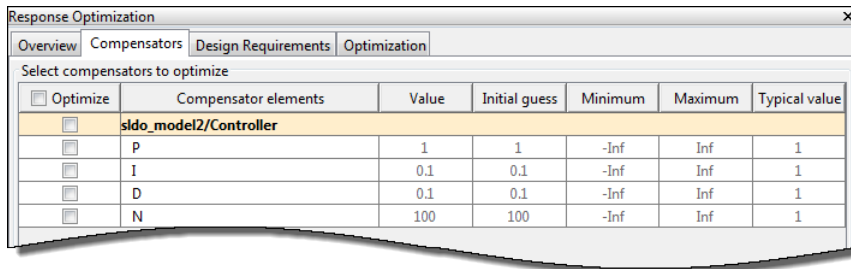 Response Optimization x
Overview Compensators Design Requirements Optimization
Select compensators to optimize
Optimize Compensator elements Value Initial guess Minimum Maximum Typical value
sldo_model2/Controller
P 1 1 -Inf Inf 1
I 0.1 0.1 -Inf Inf 1
D 0.1 0.1 -Inf Inf 1
N 100 100 -Inf Inf 1